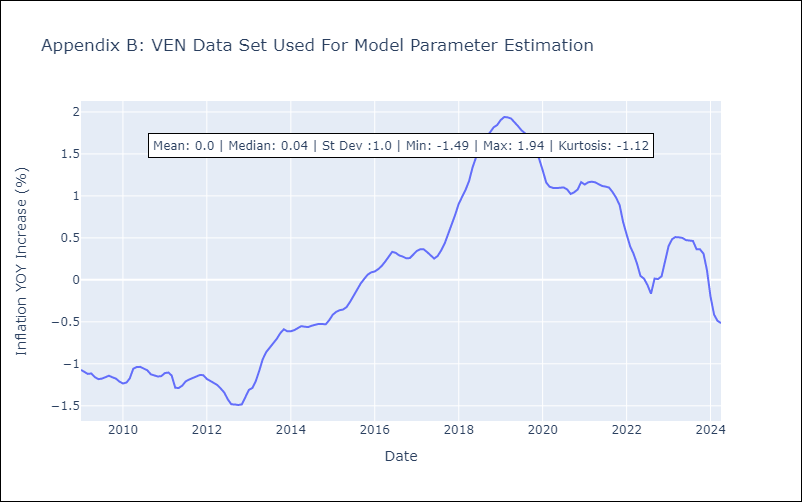 Appendix B: VEN Data Set Used For Model Parameter Estimation
Mean: 0.0 | Median: 0.04 | St Dev :1.0 | Min: -1.49 | Max: 1.94 | Kurtosis: -1.12
Inflation YOY Increase (%)
2
1.5
1
0.5
0
−0.5
−1
−1.5
2010 2012 2014 2016 2018 2020 2022 2024
Date